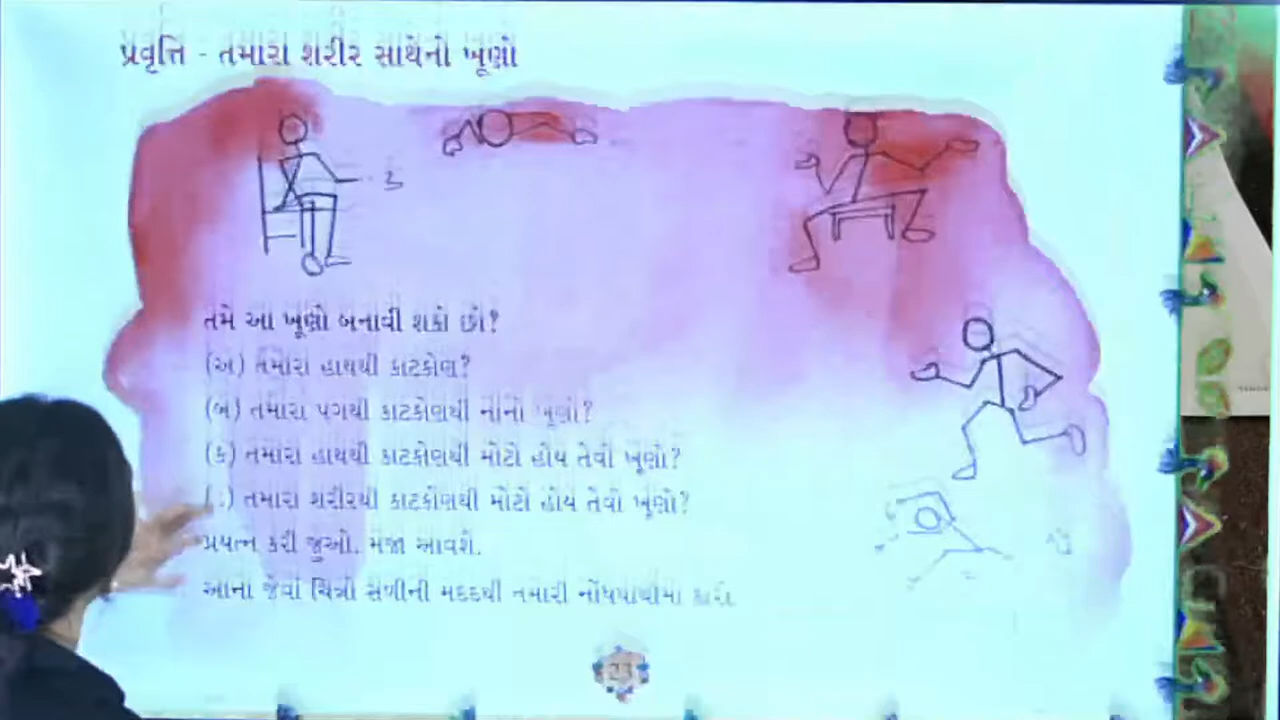 પ્રવૃત્તિ - તમારા શરીર સાથેનો ખૂણો
તમે આ ખૂણો બનાવી શકો છો?
(અ) તમારા હાથથી કાટકોણ?
(બ) તમારા પગથી કાટકોણથી નાનો ખૂણો?
(ક) તમારા હાથથી કાટકોણથી મોટો હોય તેવો ખૂણો?
તમારા શરીરથી કાટકોણથી મોટો હોય તેવો ખૂણો?
પ્રયત્ન કરી જુઓ. મજા આવશે.
આના જેવાં ચિત્રો સળીની મદદથી તમારી નોંધપોથીમાં
23